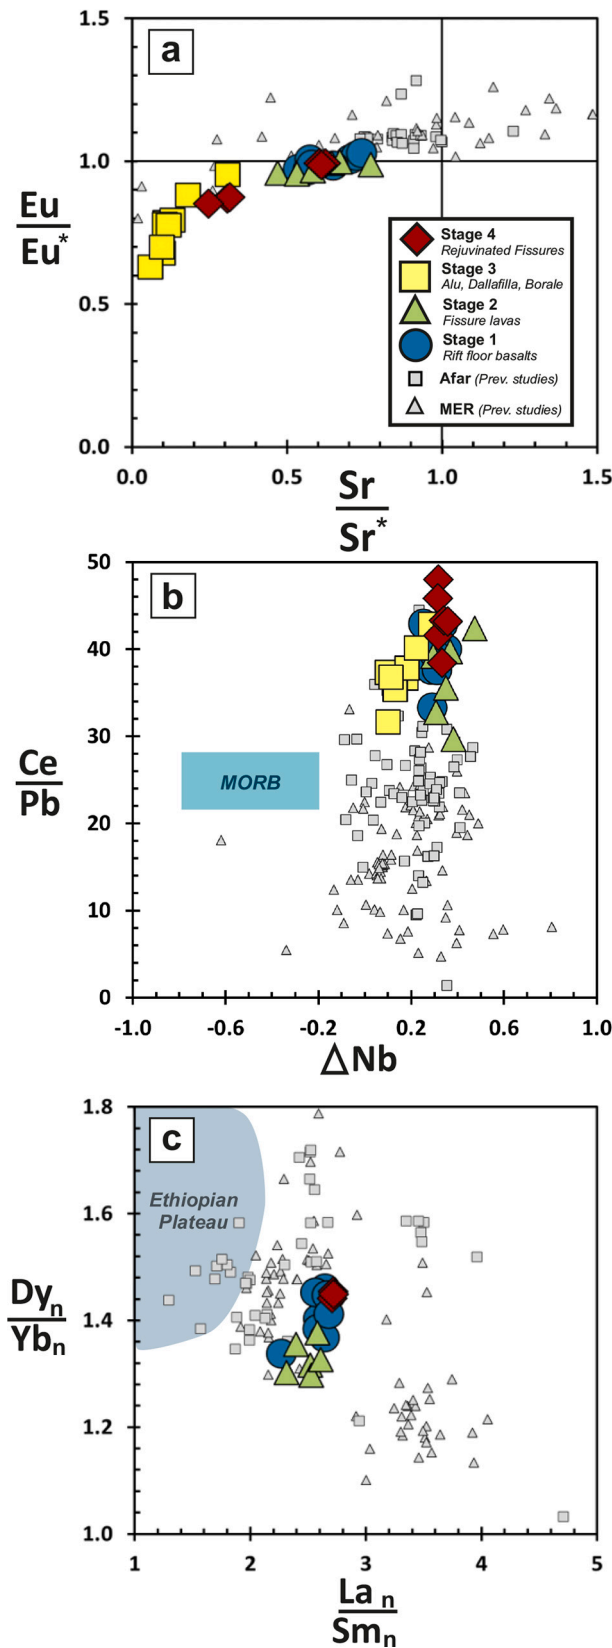 1.5
a
1.0
Eu
Eu*
Stage 4
Rejuvinated Fissures
Stage 3
Alu, Dallafilla, Borale
Stage 2
Fissure lavas
Stage 1
Rift floor basalts
Afar (Prev. studies)
MER (Prev. studies)
0.5
0.0
0.0 0.5 1.0 1.5
Sr
Sr*
50
b
40
30
Ce
Pb
MORB
20
10
0
-1.0 -0.6 -0.2 0.2 0.6 1.0
△Nb
1.8
c
Ethiopian
Plateau
1.6
Dyn
Ybn
1.4
1.2
1.0
1 2 3 4 5
La n
Smn